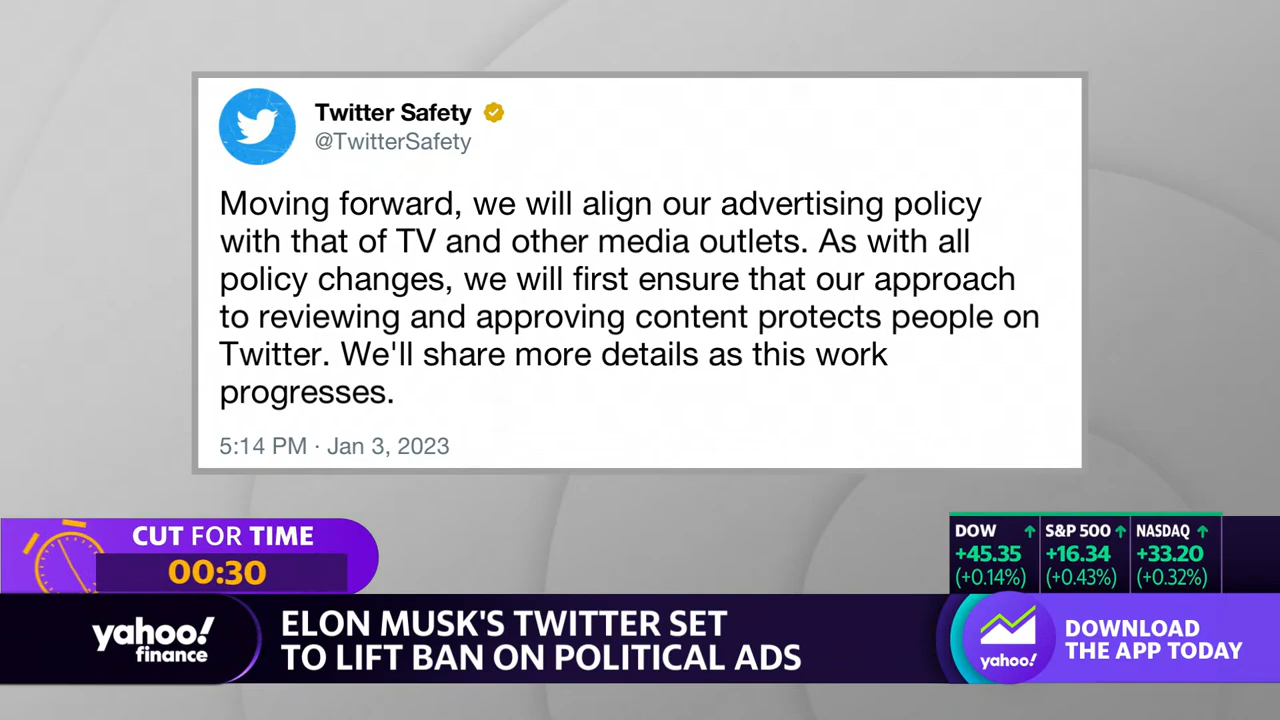 Twitter Safety
@TwitterSafety
Moving forward, we will align our advertising policy
with that of TV and other media outlets. As with all
policy changes, we will first ensure that our approach
to reviewing and approving content protects people on
Twitter. We'll share more details as this work
progresses.
5:14 PM · Jan 3, 2023
CUT FOR TIME
00:30
DOW
+45.35
(+0.14%)
S&P 500
+16.34
(+0.43%)
NASDAQ
+33.20
(+0.32%)
yahoo!
finance
ELON MUSK'S TWITTER SET
TO LIFT BAN ON POLITICAL ADS
yahoo!
DOWNLOAD
THE APP TODAY